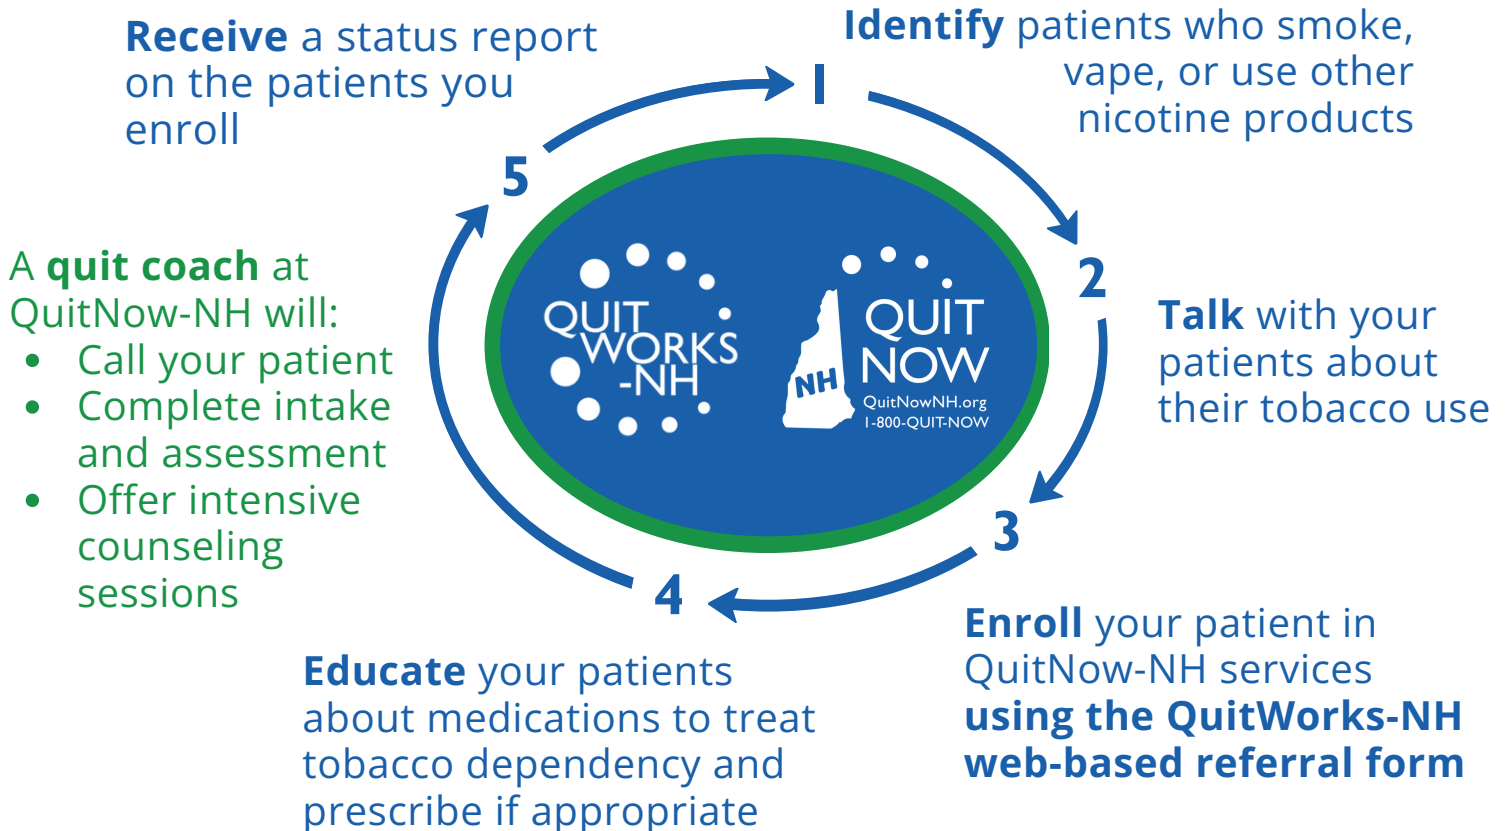 1
Identify patients who smoke,
vape, or use other
nicotine products
2
Talk with your
patients about
their tobacco use
3
Enroll your patient in
QuitNow-NH services
using the QuitWorks-NH
web-based referral form
4
Educate your patients
about medications to treat
tobacco dependency and
prescribe if appropriate
A quit coach at
QuitNow-NH will:
• Call your patient
• Complete intake
and assessment
• Offer intensive
counseling
sessions
5
Receive a status report
on the patients you
enroll
QUIT
WORKS
-NH
NH
QUIT
NOW
QuitNowNH.org
1-800-QUIT-NOW